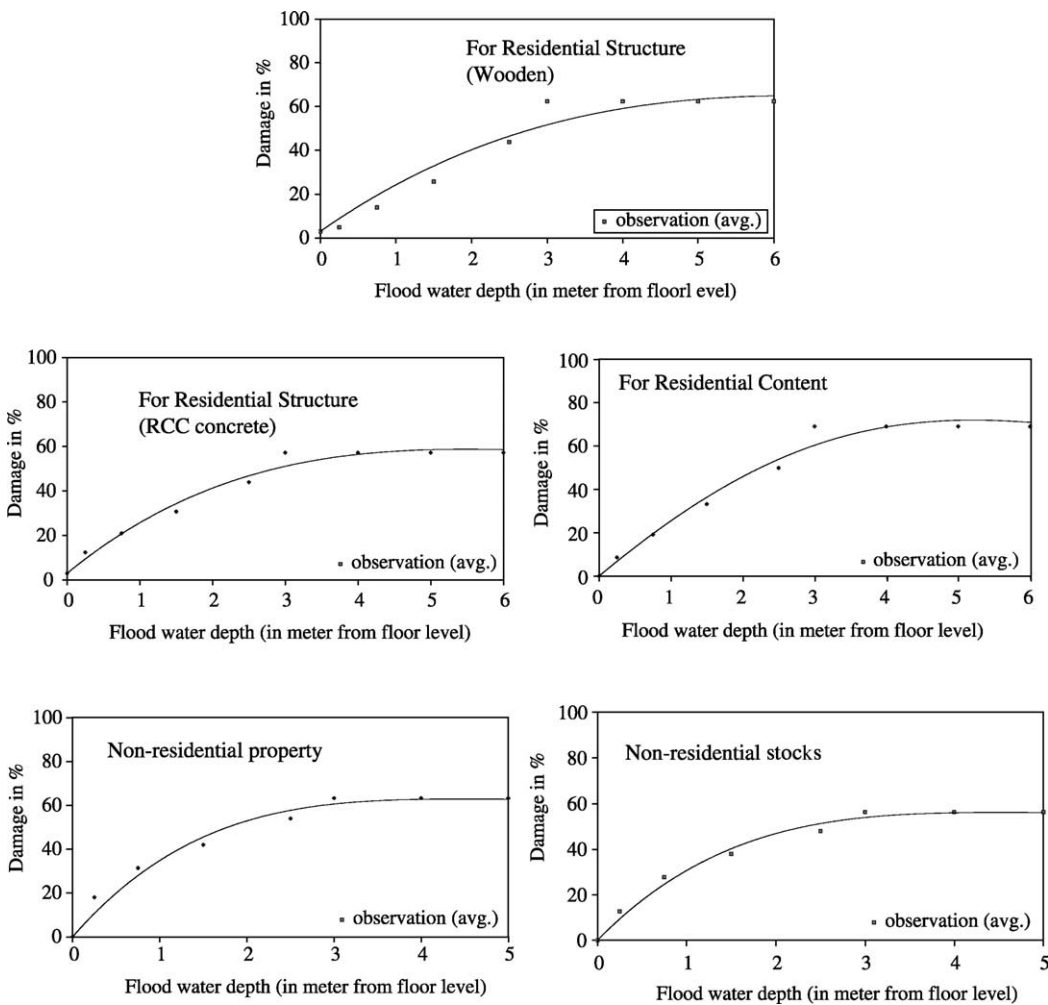 100
80
60
40
20
0
Damage in %
For Residential Structure
(Wooden)
observation (avg.)
0 1 2 3 4 5 6
Flood water depth (in meter from floorl evel)
100
80
60
40
20
0
Damage in %
For Residential Structure
(RCC concrete)
observation (avg.)
0 1 2 3 4 5 6
Flood water depth (in meter from floor level)
100
80
60
40
20
0
Damage in %
For Residential Content
observation (avg.)
0 1 2 3 4 5 6
Flood water depth (in meter from floor level)
100
80
60
40
20
0
Damage in %
Non-residential property
observation (avg.)
0 1 2 3 4 5
Flood water depth (in meter from floor level)
100
80
60
40
20
0
Damage in %
Non-residential stocks
observation (avg.)
0 1 2 3 4 5
Flood water depth (in meter from floor level)